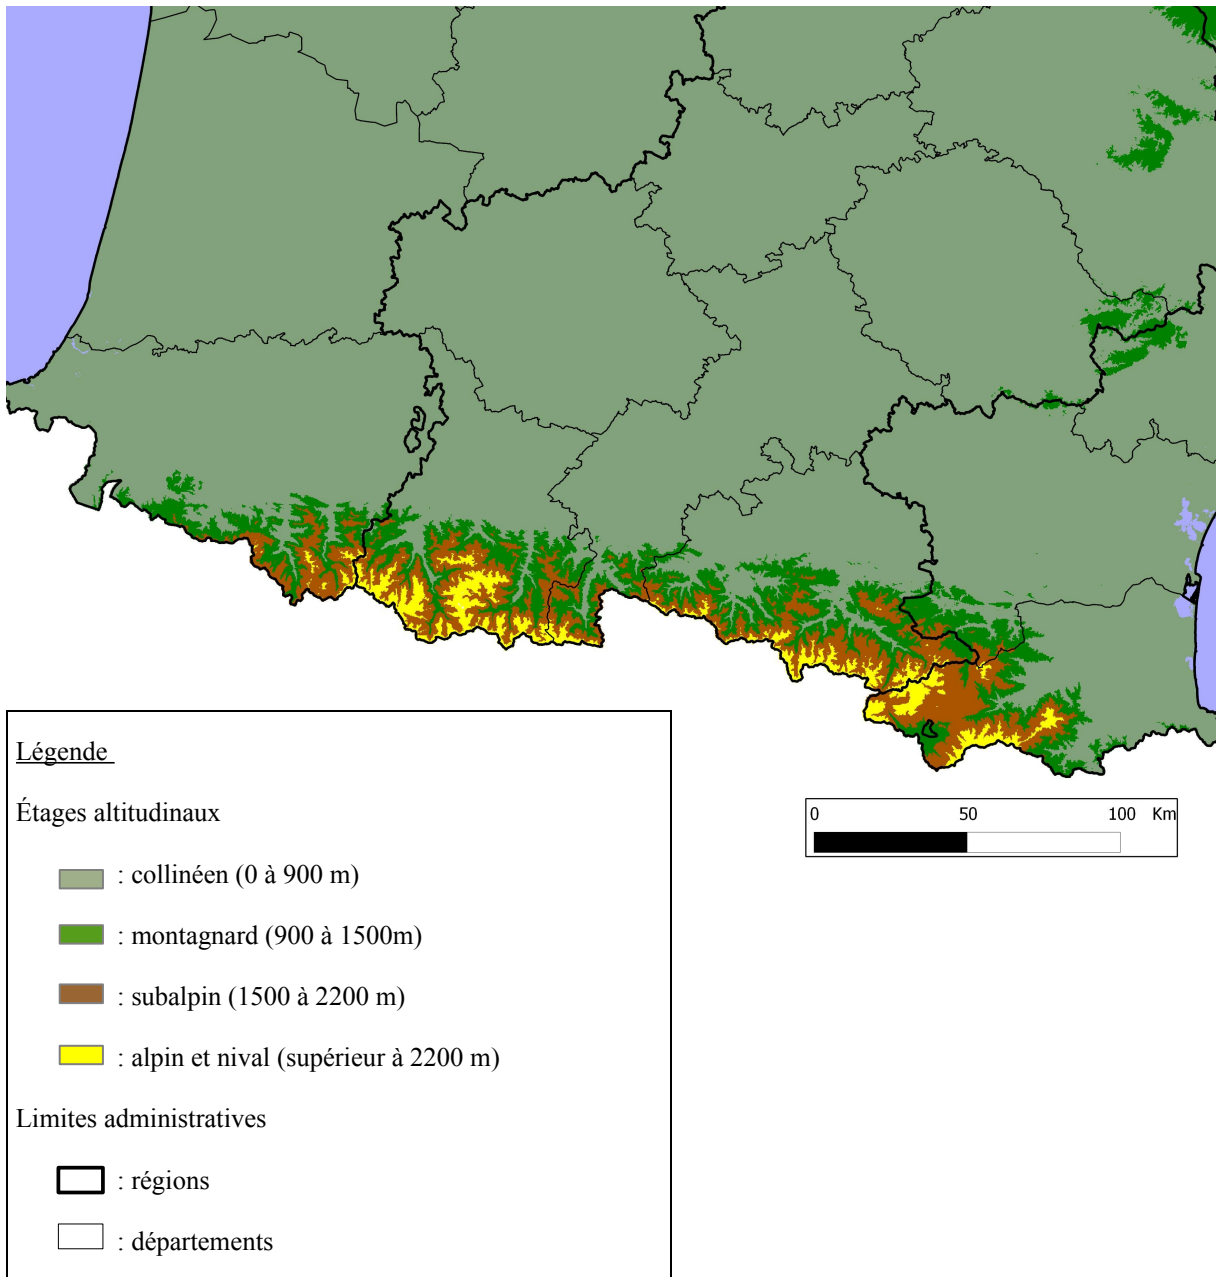 Légende
Étages altitudinaux
: collinéen (0 à 900 m)
: montagnard (900 à 1500m)
: subalpin (1500 à 2200 m)
: alpin et nival (supérieur à 2200 m)
Limites administratives
: régions
: départements
0 50 100 Km